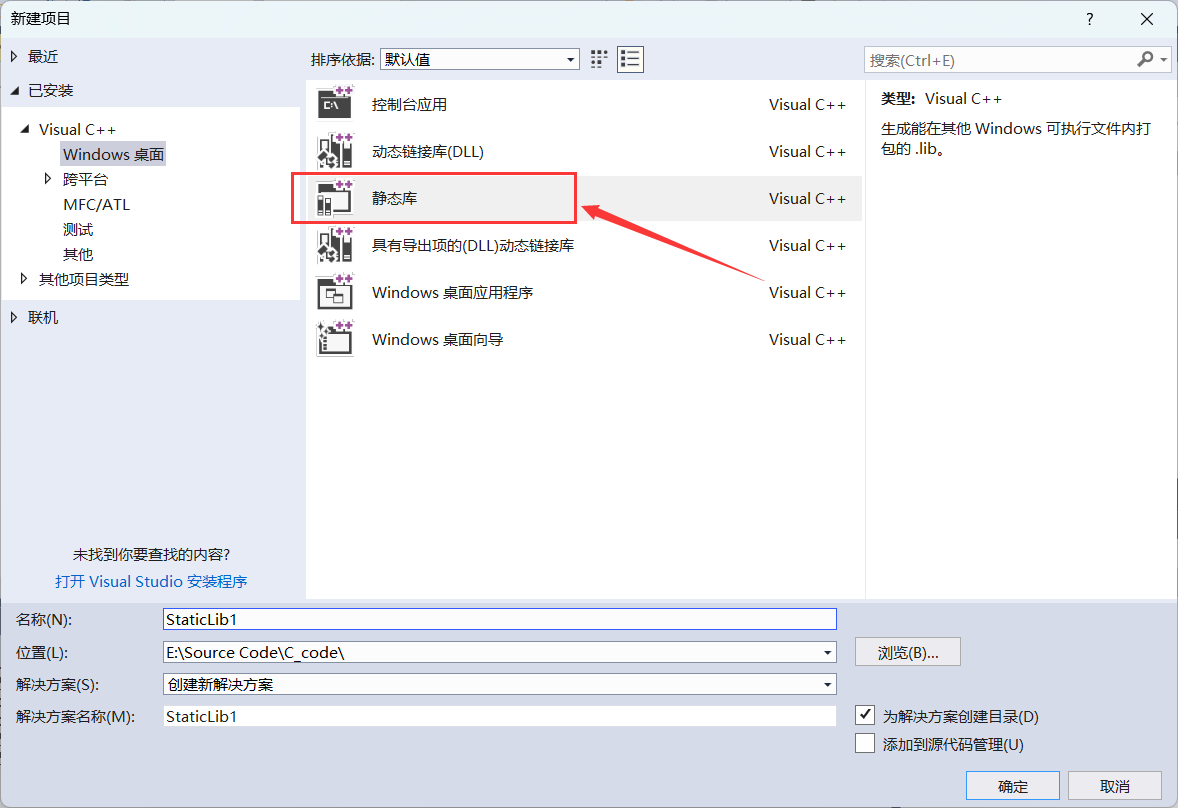 新建项目
?
最近
已安装
Visual C++
Windows 桌面
跨平台
MFC/ATL
测试
其他
其他项目类型
联机
未找到你要查找的内容?
打开 Visual Studio 安装程序
排序依据: 默认值
控制台应用 Visual C++
动态链接库(DLL) Visual C++
静态库 Visual C++
具有导出项的(DLL)动态链接库 Visual C++
Windows 桌面应用程序 Visual C++
Windows 桌面向导 Visual C++
搜索(Ctrl+E)
类型: Visual C++
生成能在其他 Windows 可执行文件内打
包的 .lib。
名称(N): StaticLib1
位置(L): E:\Source Code\C_code\
浏览(B)...
解决方案(S): 创建新解决方案
解决方案名称(M): StaticLib1
为解决方案创建目录(D)
添加到源代码管理(U)
确定
取消